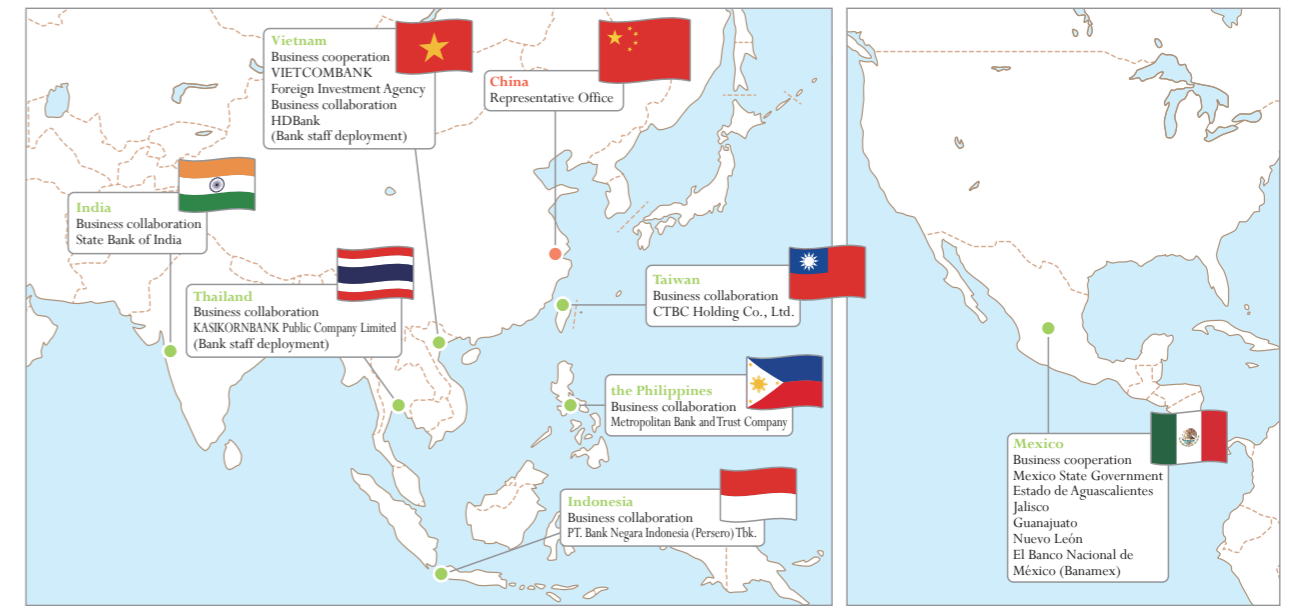 Vietnam
Business cooperation
VIETCOMBANK
Foreign Investment Agency
Business collaboration
HDBank
(Bank staff deployment)
China
Representative Office
India
Business collaboration
State Bank of India
Thailand
Business collaboration
KASIKORNBANK Public Company Limited
(Bank staff deployment)
Taiwan
Business collaboration
CTBC Holding Co., Ltd.
the Philippines
Business collaboration
Metropolitan Bank and Trust Company
Indonesia
Business collaboration
PT. Bank Negara Indonesia (Persero) Tbk.
Mexico
Business cooperation
Mexico State Government
Estado de Aguascalientes
Jalisco
Guanajuato
Nuevo León
El Banco Nacional de
México (Banamex)